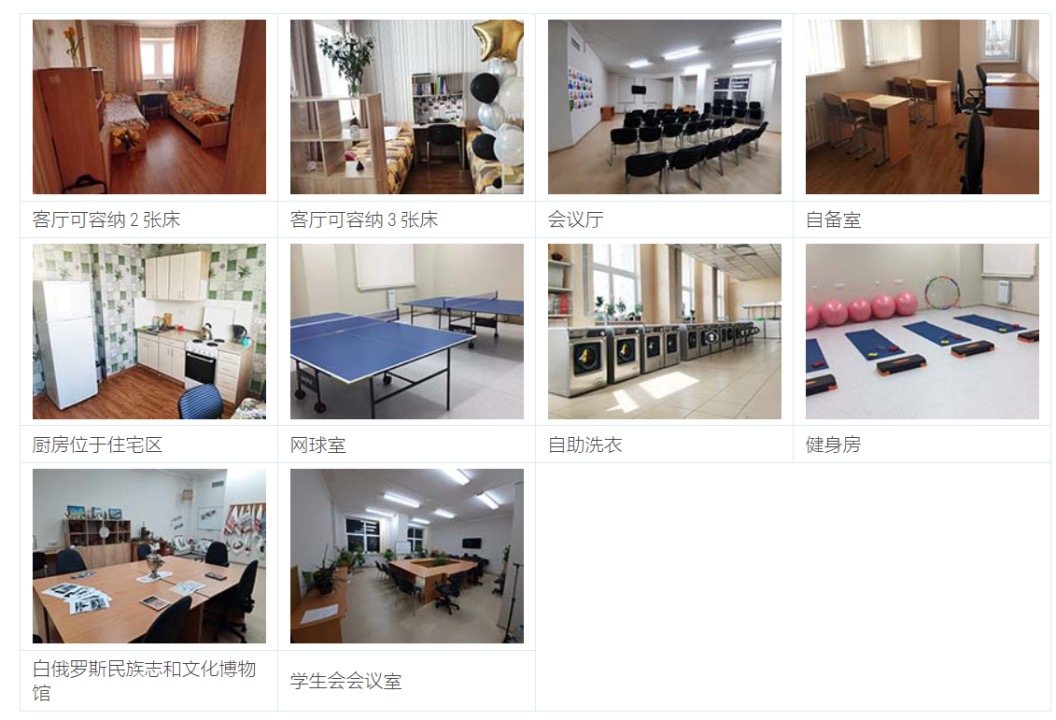 客厅可容纳 2 张床
客厅可容纳 3 张床
会议厅
自备室
厨房位于住宅区
网球室
自助洗衣
健身房
白俄罗斯民族志和文化博物
馆
学生会会议室